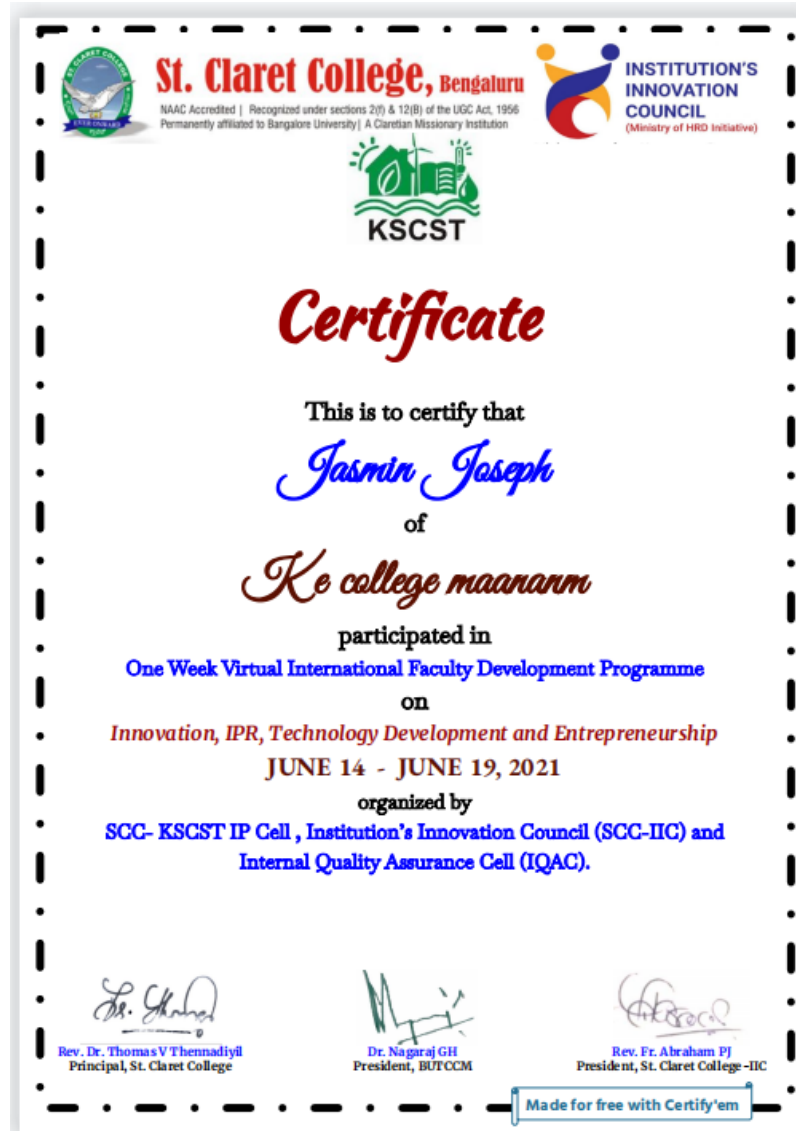 St. Claret College, Bengaluru
NAAC Accredited | Recognized under sections 2(f) & 12(B) of the UGC Act, 1956
Permanently affiliated to Bangalore University| A Claretian Missionary Institution
ST. CLARET COLLEGE
EVER ONWARD
INSTITUTION'S
INNOVATION
COUNCIL
(Ministry of HRD Initiative)
KSCST
Certificate
This is to certify that
Jasmin Joseph
of
Ke college maananm
participated in
One Week Virtual International Faculty Development Programme
on
Innovation, IPR, Technology Development and Entrepreneurship
JUNE 14 - JUNE 19, 2021
organized by
SCC- KSCST IP Cell , Institution's Innovation Council (SCC-IIC) and
Internal Quality Assurance Cell (IQAC).
Rev. Dr. Thomas V Thennadiyil
Principal, St. Claret College
Dr. Nagaraj GH
President, BUTCCM
Rev. Fr. Abraham PJ
President, St. Claret College -IIC
Made for free with Certify'em